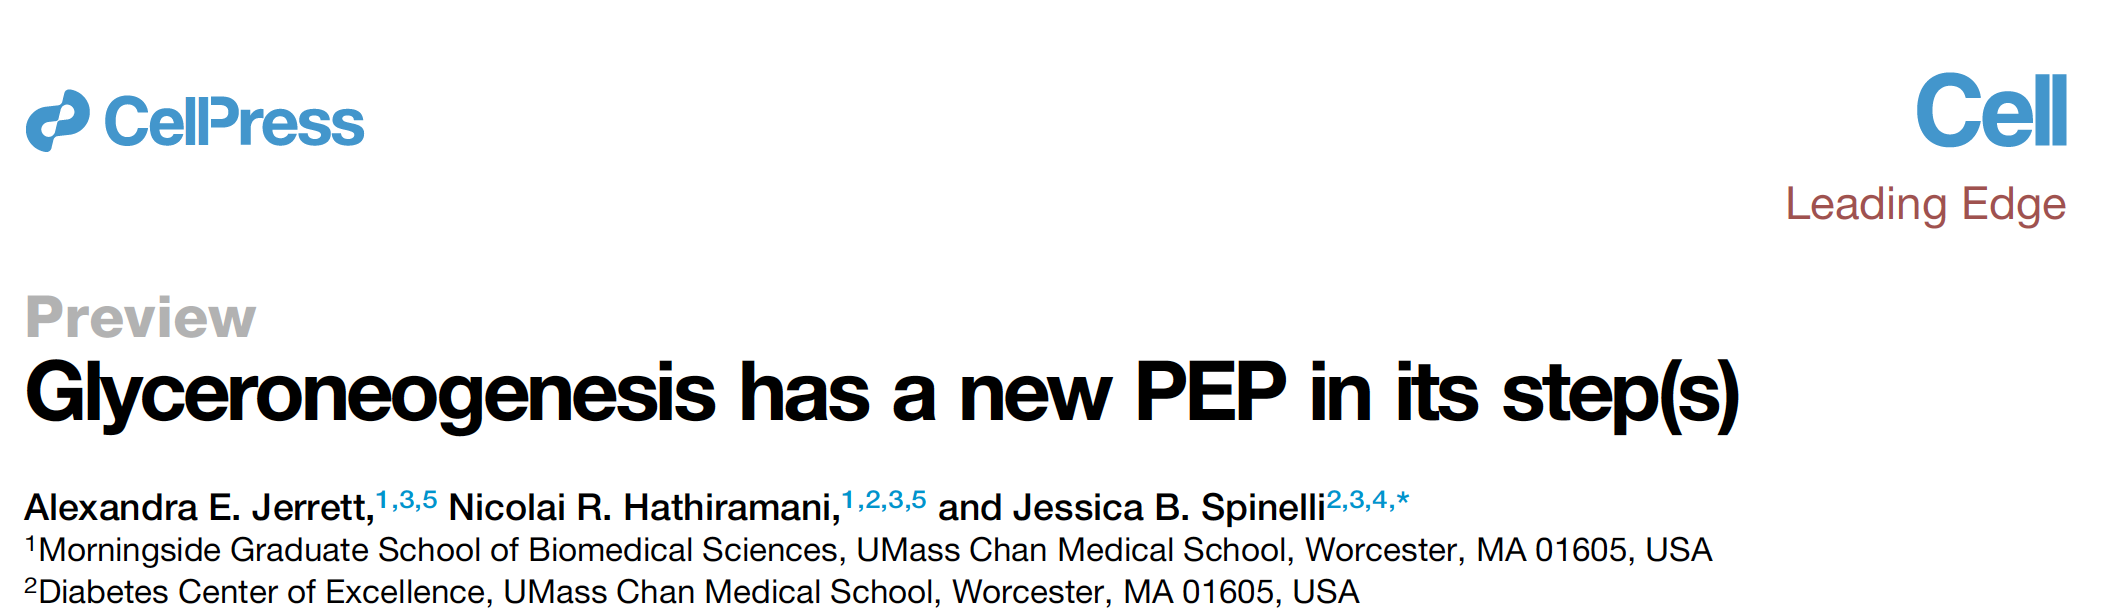 CellPress
Cell
Leading Edge
Preview
Glyceroneogenesis has a new PEP in its step(s)
Alexandra E. Jerrett,1,3,5 Nicolai R. Hathiramani,1,2,3,5 and Jessica B. Spinelli2,3,4,*
1Morningside Graduate School of Biomedical Sciences, UMass Chan Medical School, Worcester, MA 01605, USA
2Diabetes Center of Excellence, UMass Chan Medical School, Worcester, MA 01605, USA